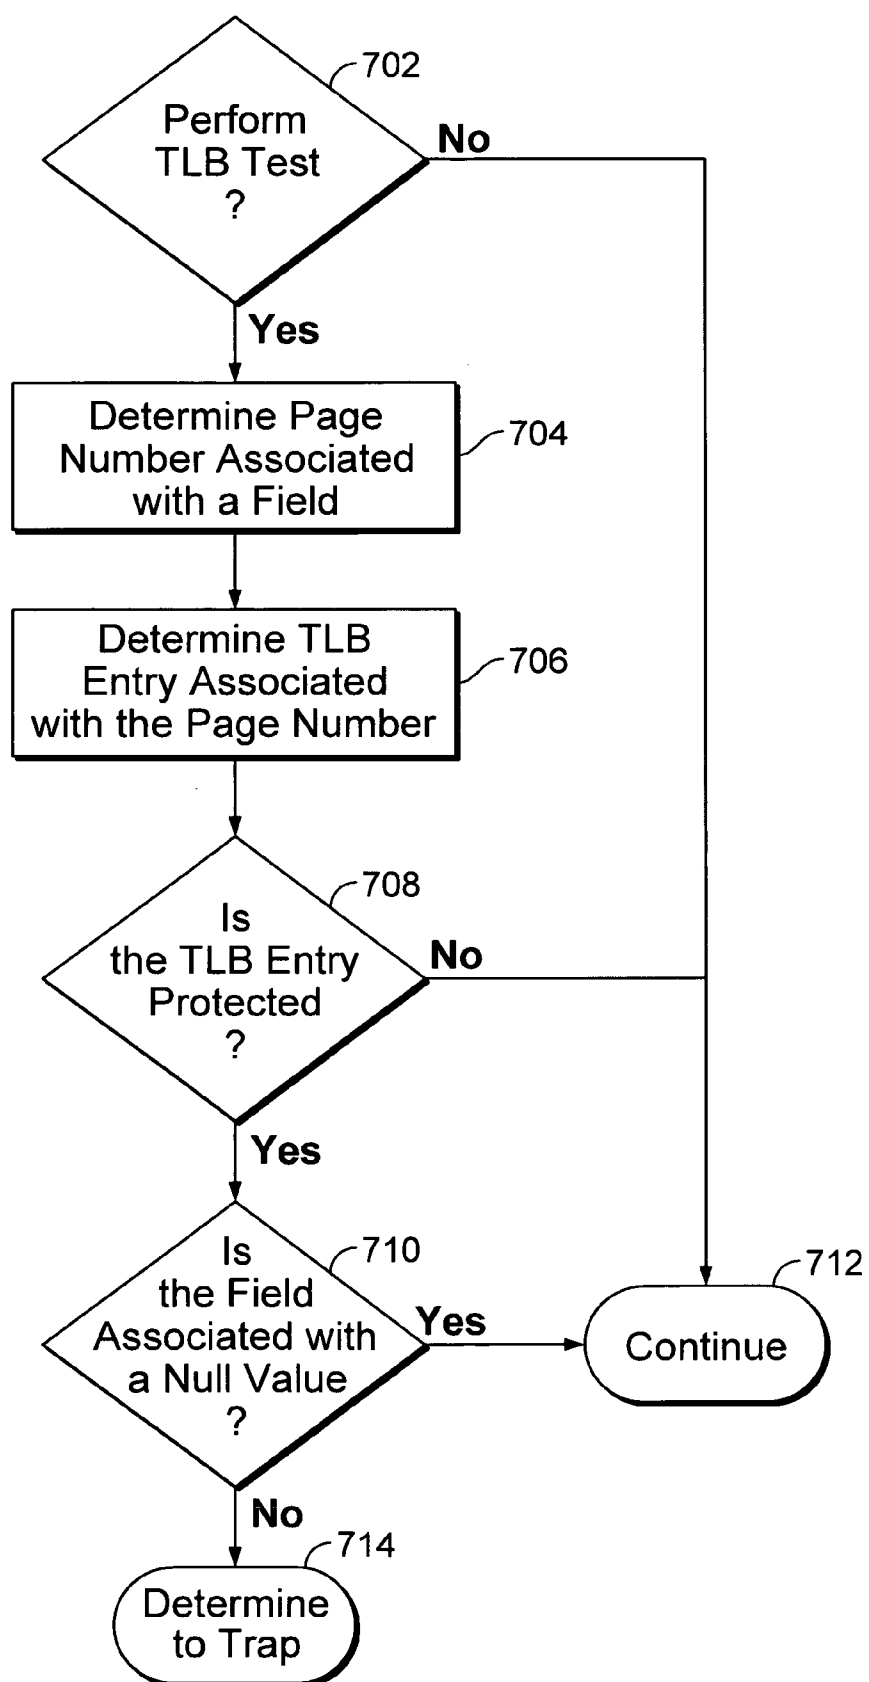 702
Perform
TLB Test
?
No
Yes
Determine Page
Number Associated
with a Field
704
Determine TLB
Entry Associated
with the Page Number
706
708
Is
the TLB Entry
Protected
?
No
Yes
710
Is
the Field
Associated with
a Null Value
?
Yes
712
Continue
No
714
Determine
to Trap